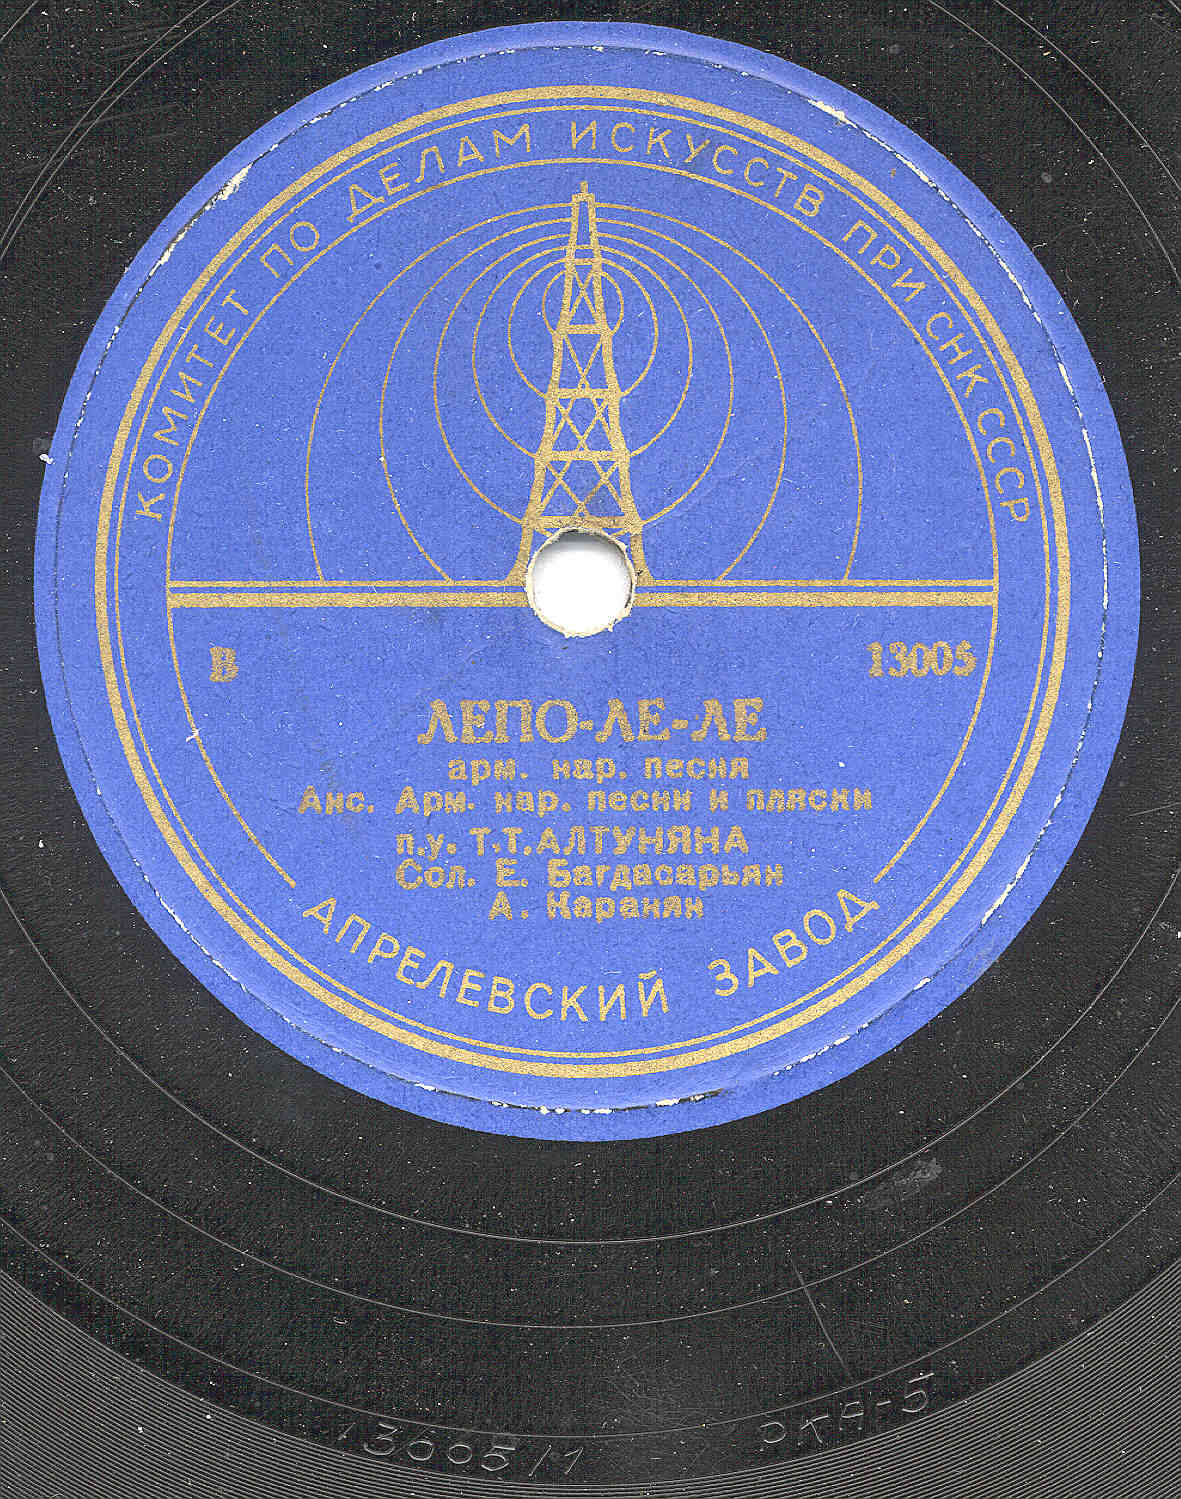 КОМИТЕТ ПО ДЕЛАМ ИСКУССТВ ПРИ СНК СССР
В 13005
ЛЕПО-ЛЕ-ЛЕ
арм. нар. песня
Анс. Арм. нар. песни и пляски
п.у. Т.Т.АЛТУНЯНА
Сол. Е. Багдасарьян
А. Каранян
АПРЕЛЕВСКИЙ ЗАВОД
13005/1